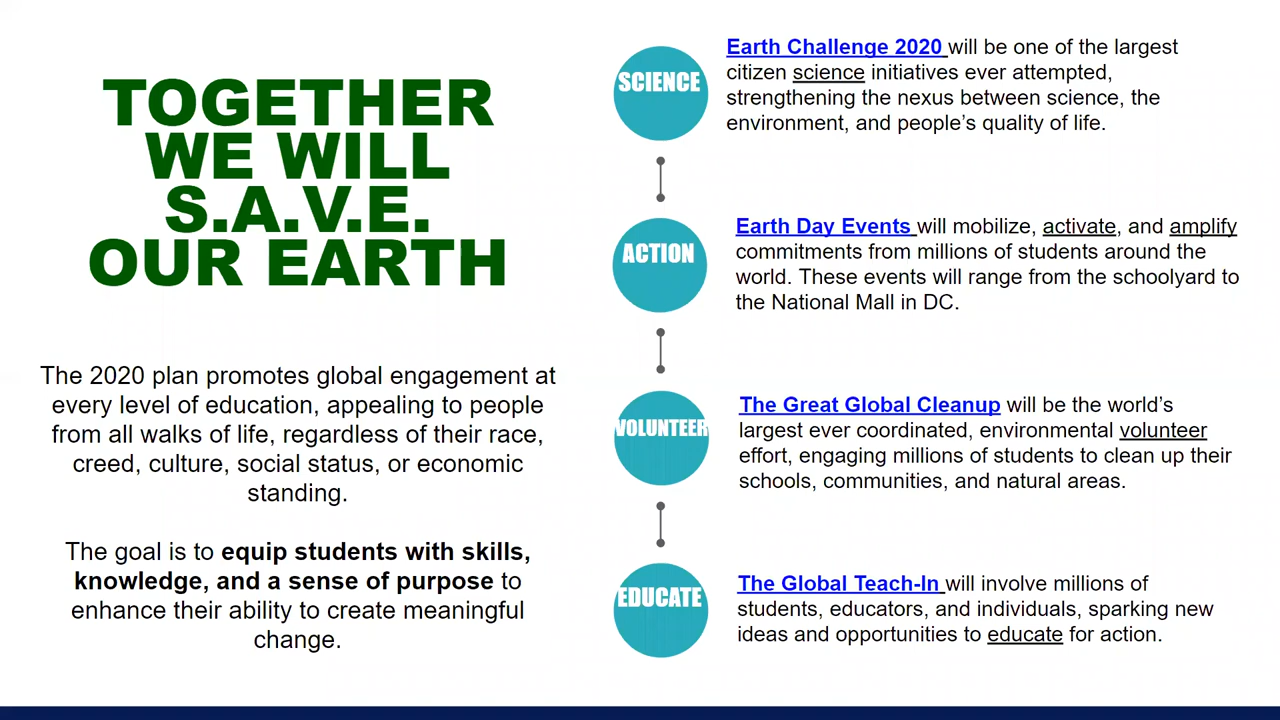 TOGETHER
WE WILL
S.A.V.E.
OUR EARTH
The 2020 plan promotes global engagement at
every level of education, appealing to people
from all walks of life, regardless of their race,
creed, culture, social status, or economic
standing.
The goal is to equip students with skills,
knowledge, and a sense of purpose to
enhance their ability to create meaningful
change.
SCIENCE
Earth Challenge 2020 will be one of the largest
citizen science initiatives ever attempted,
strengthening the nexus between science, the
environment, and people's quality of life.
ACTION
Earth Day Events will mobilize, activate, and amplify
commitments from millions of students around the
world. These events will range from the schoolyard to
the National Mall in DC.
VOLUNTEER
The Great Global Cleanup will be the world's
largest ever coordinated, environmental volunteer
effort, engaging millions of students to clean up their
schools, communities, and natural areas.
EDUCATE
The Global Teach-In will involve millions of
students, educators, and individuals, sparking new
ideas and opportunities to educate for action.